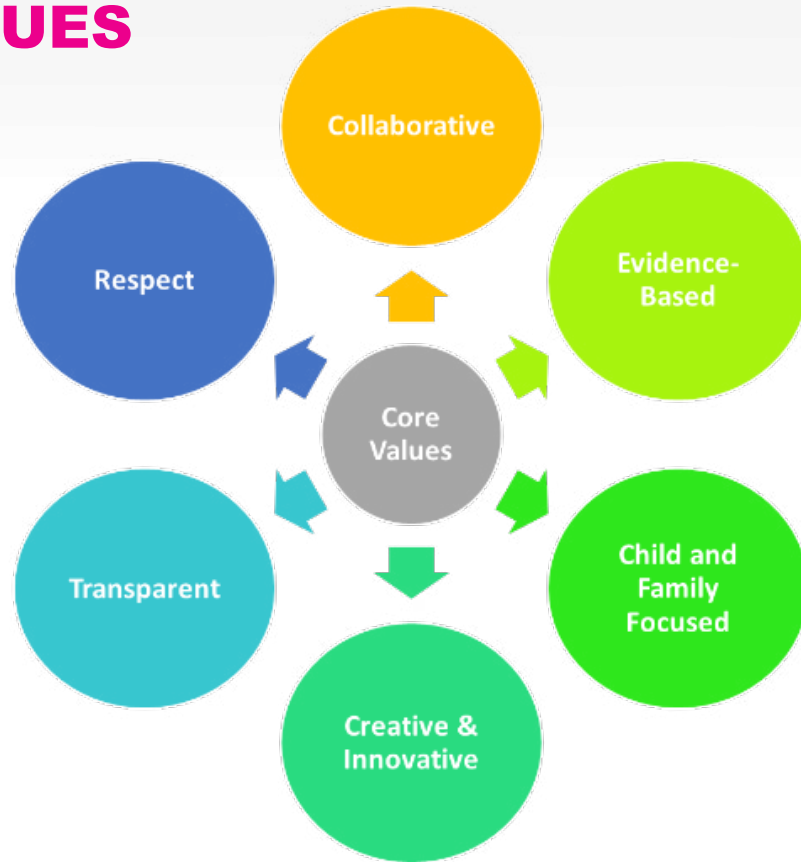 UES
Collaborative
Evidence-
Based
Child and
Family
Focused
Creative &
Innovative
Transparent
Respect
Core
Values